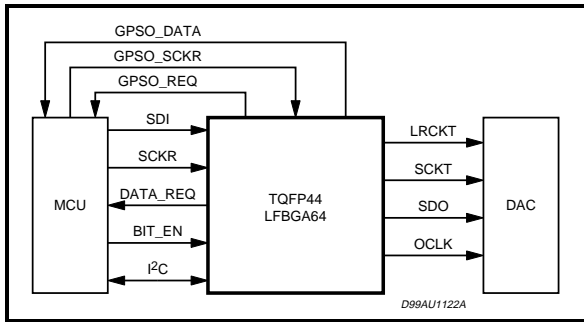 GPSO_DATA
GPSO_SCKR
GPSO_REQ
SDI
SCKR
DATA_REQ
BIT_EN
I²C
MCU
TQFP44
LFBGA64
LRCKT
SCKT
SDO
OCLK
DAC
D99AU1122A